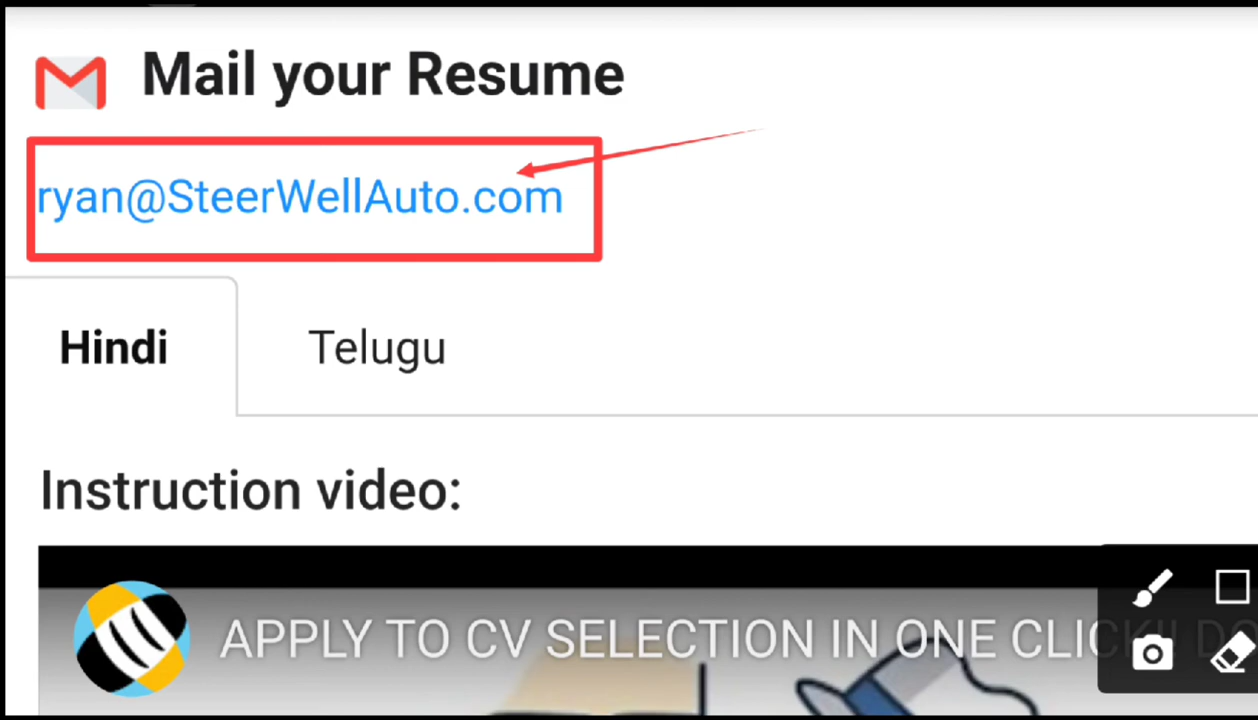 Mail your Resume
ryan@SteerWellAuto.com
Hindi
Telugu
Instruction video:
APPLY TO CV SELECTION IN ONE CLICK!!